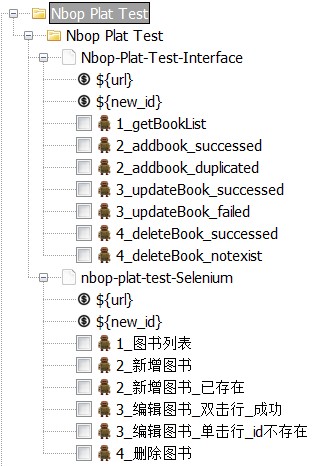 Nbop Plat Test
Nbop Plat Test
Nbop-Plat-Test-Interface
${url}
${new_id}
1_getBookList
2_addbook_successed
2_addbook_duplicated
3_updateBook_successed
3_updateBook_failed
4_deleteBook_successed
4_deleteBook_notexist
nbop-plat-test-Selenium
${url}
${new_id}
1_图书列表
2_新增图书
2_新增图书_已存在
3_编辑图书_双击行_成功
3_编辑图书_单击行_id不存在
4_删除图书